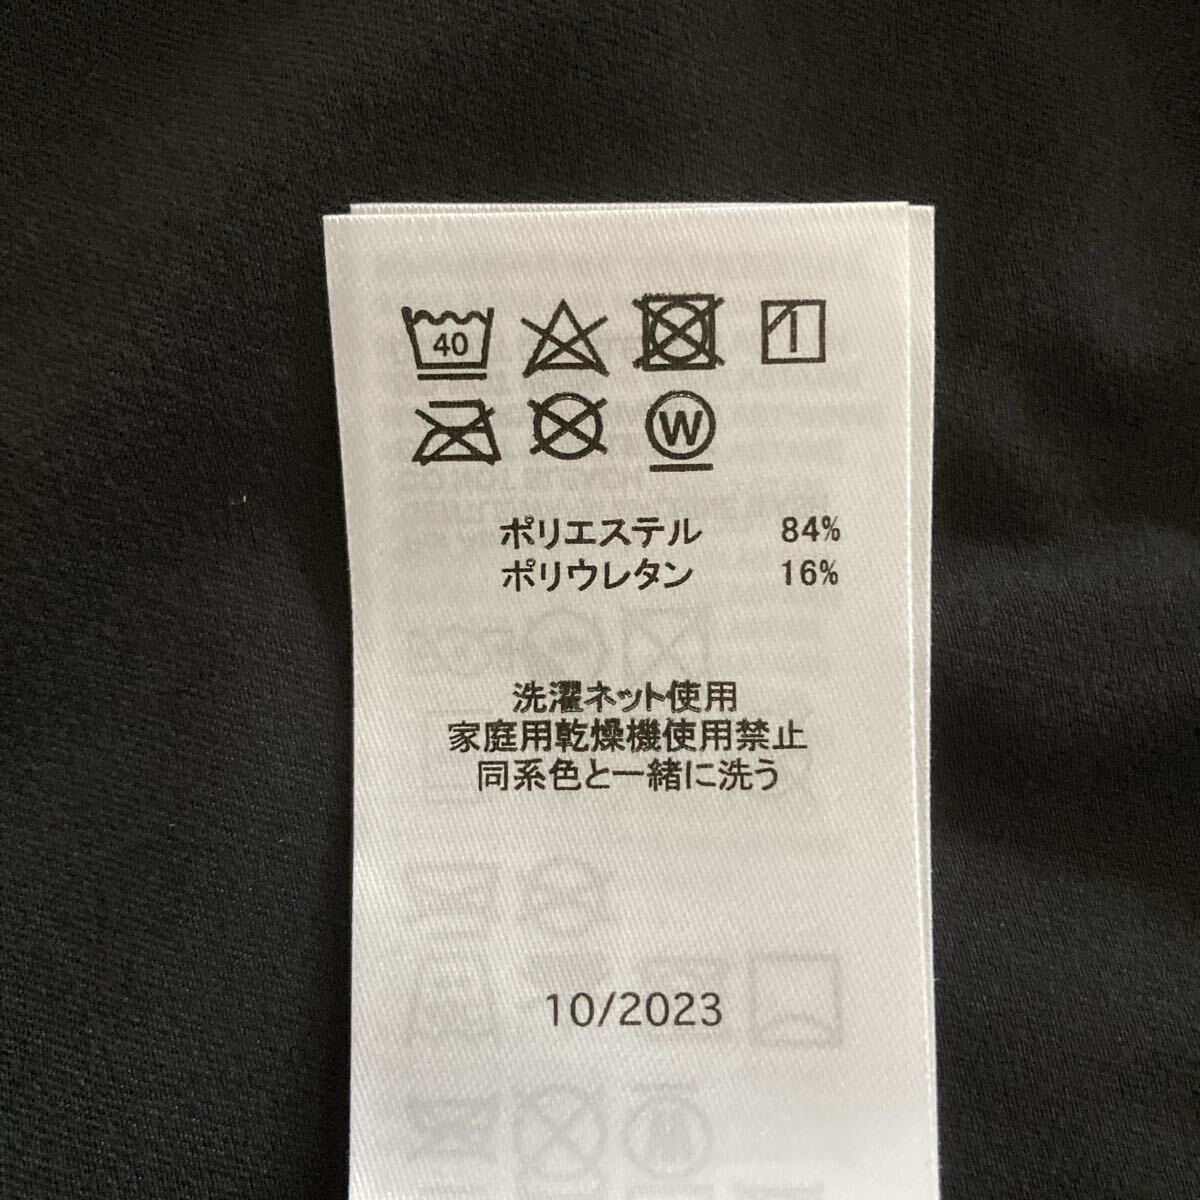 40
W
ポリエステル 84%
ポリウレタン 16%
洗濯ネット使用
家庭用乾燥機使用禁止
同系色と一緒に洗う
10/2023